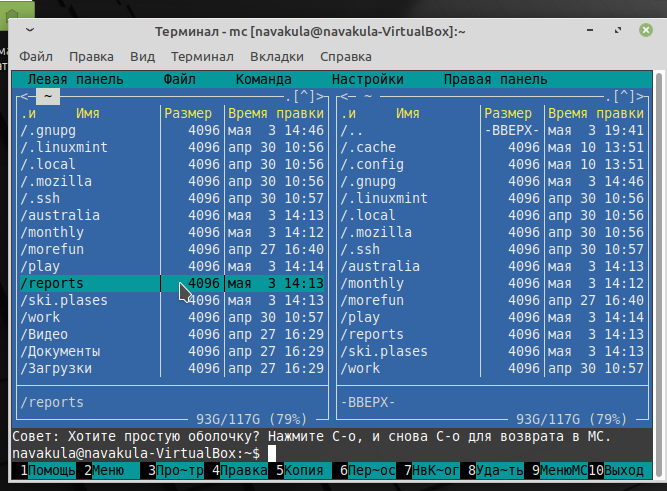 Терминал - mc [navakula@navakula-VirtualBox]:~
Файл Правка Вид Терминал Вкладки Справка
Левая панель Файл Команда Настройки Правая панель
<─ ~ ─.[^]> <─ ~ ─.[^]>
.и Имя Размер Время правки .и Имя Размер Время правки
/.gnupg 4096 мая 3 14:46 /.. -ВВЕРХ- мая 3 19:41
/.linuxmint 4096 апр 30 10:56 /.cache 4096 мая 10 13:51
/.local 4096 апр 30 10:56 /.config 4096 мая 10 13:51
/.mozilla 4096 апр 30 10:56 /.gnupg 4096 мая 3 14:46
/.ssh 4096 апр 30 10:57 /.linuxmint 4096 апр 30 10:56
/australia 4096 мая 3 14:13 /.local 4096 апр 30 10:56
/monthly 4096 мая 3 14:12 /.mozilla 4096 апр 30 10:56
/morefun 4096 апр 27 16:40 /.ssh 4096 апр 30 10:57
/play 4096 мая 3 14:14 /australia 4096 мая 3 14:13
/reports 4096 мая 3 14:13 /monthly 4096 мая 3 14:12
/ski.plases 4096 мая 3 14:13 /morefun 4096 апр 27 16:40
/work 4096 апр 30 10:57 /play 4096 мая 3 14:14
/Видео 4096 апр 27 16:29 /reports 4096 мая 3 14:13
/Документы 4096 апр 27 16:29 /ski.plases 4096 мая 3 14:13
/Загрузки 4096 апр 27 16:29 /work 4096 апр 30 10:57
/reports -ВВЕРХ-
93G/117G (79%) 93G/117G (79%)
Совет: Хотите простую оболочку? Нажмите C-o, и снова C-o для возврата в MC.
navakula@navakula-VirtualBox:~$
1Помощь 2Меню 3Про~тр 4Правка 5Копия 6Пер~ос 7НвК~ог 8Уда~ть 9МенюMC 10Выход